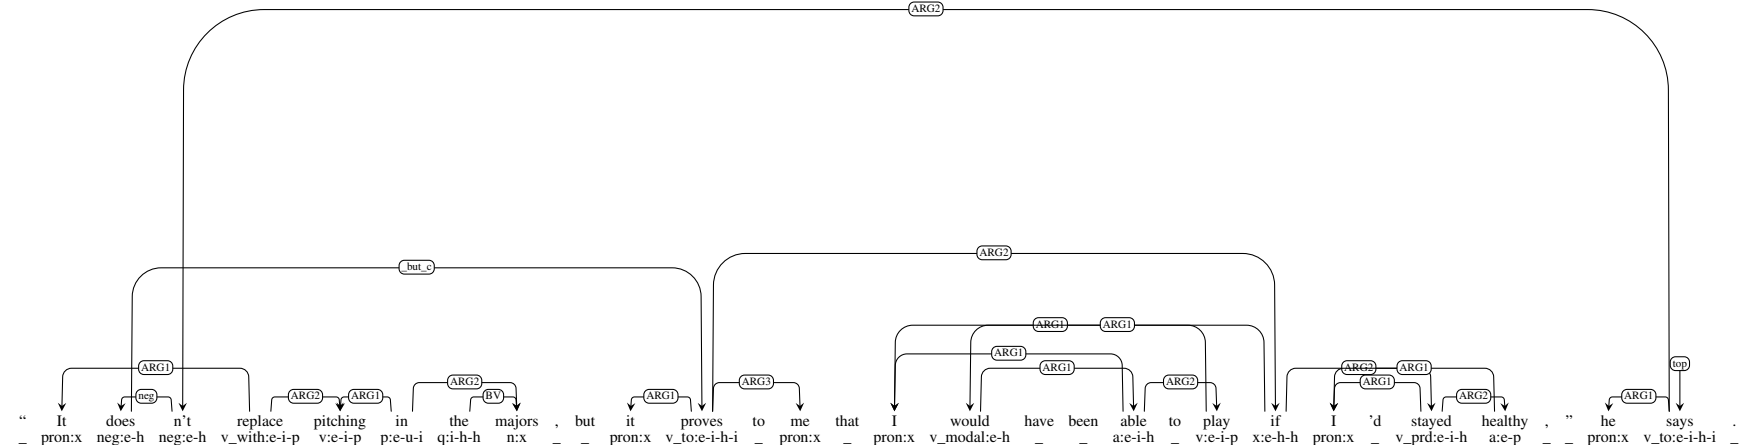 ARG2
ARG2
_but_c
ARG1 ARG1
ARG1
ARG1 ARG1 ARG2 ARG1 top
ARG2 ARG3 ARG2 ARG1
neg ARG2 ARG1 BV ARG1 ARG2 ARG1
“ It does n't replace pitching in the majors , but it proves to me that I would have been able to play if I 'd stayed healthy , ” he says .
_ pron:x neg:e-h neg:e-h v_with:e-i-p v:e-i-p p:e-u-i q:i-h-h n:x _ _ pron:x v_to:e-i-h-i _ pron:x _ pron:x v_modal:e-h _ _ a:e-i-h _ v:e-i-p x:e-h-h pron:x _ v_prd:e-i-h a:e-p _ _ pron:x v_to:e-i-h-i _